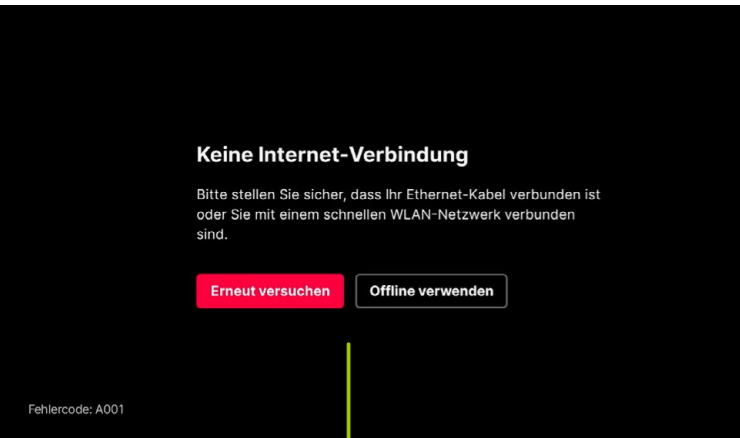 Keine Internet-Verbindung
Bitte stellen Sie sicher, dass Ihr Ethernet-Kabel verbunden ist
oder Sie mit einem schnellen WLAN-Netzwerk verbunden
sind.
Erneut versuchen
Offline verwenden
Fehlercode: A001